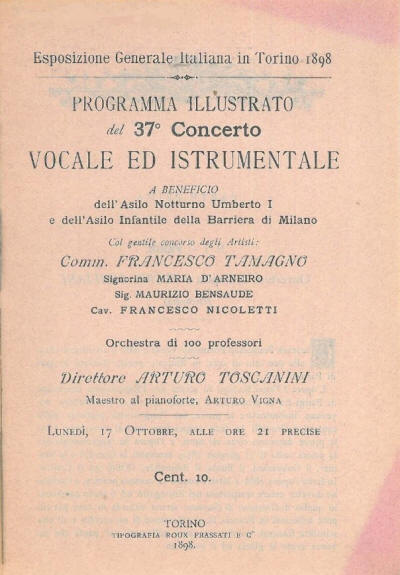 Esposizione Generale Italiana in Torino 1898
PROGRAMMA ILLUSTRATO
del 37º Concerto
VOCALE ED ISTRUMENTALE
A BENEFICIO
dell'Asilo Notturno Umberto I
e dell'Asilo Infantile della Barriera di Milano
Col gentile concorso degli Artisti:
Comm. FRANCESCO TAMAGNO
Signorina MARIA D'ARNEIRO
Sig. MAURIZIO BENSAUDE
Cav. FRANCESCO NICOLETTI
Orchestra di 100 professori
Direttore ARTURO TOSCANINI
Maestro al pianoforte, ARTURO VIGNA
LUNEDÌ, 17 OTTOBRE, ALLE ORE 21 PRECISE
Cent. 10.
TORINO
TIPOGRAFIA ROUX FRASSATI E Cº
1898.